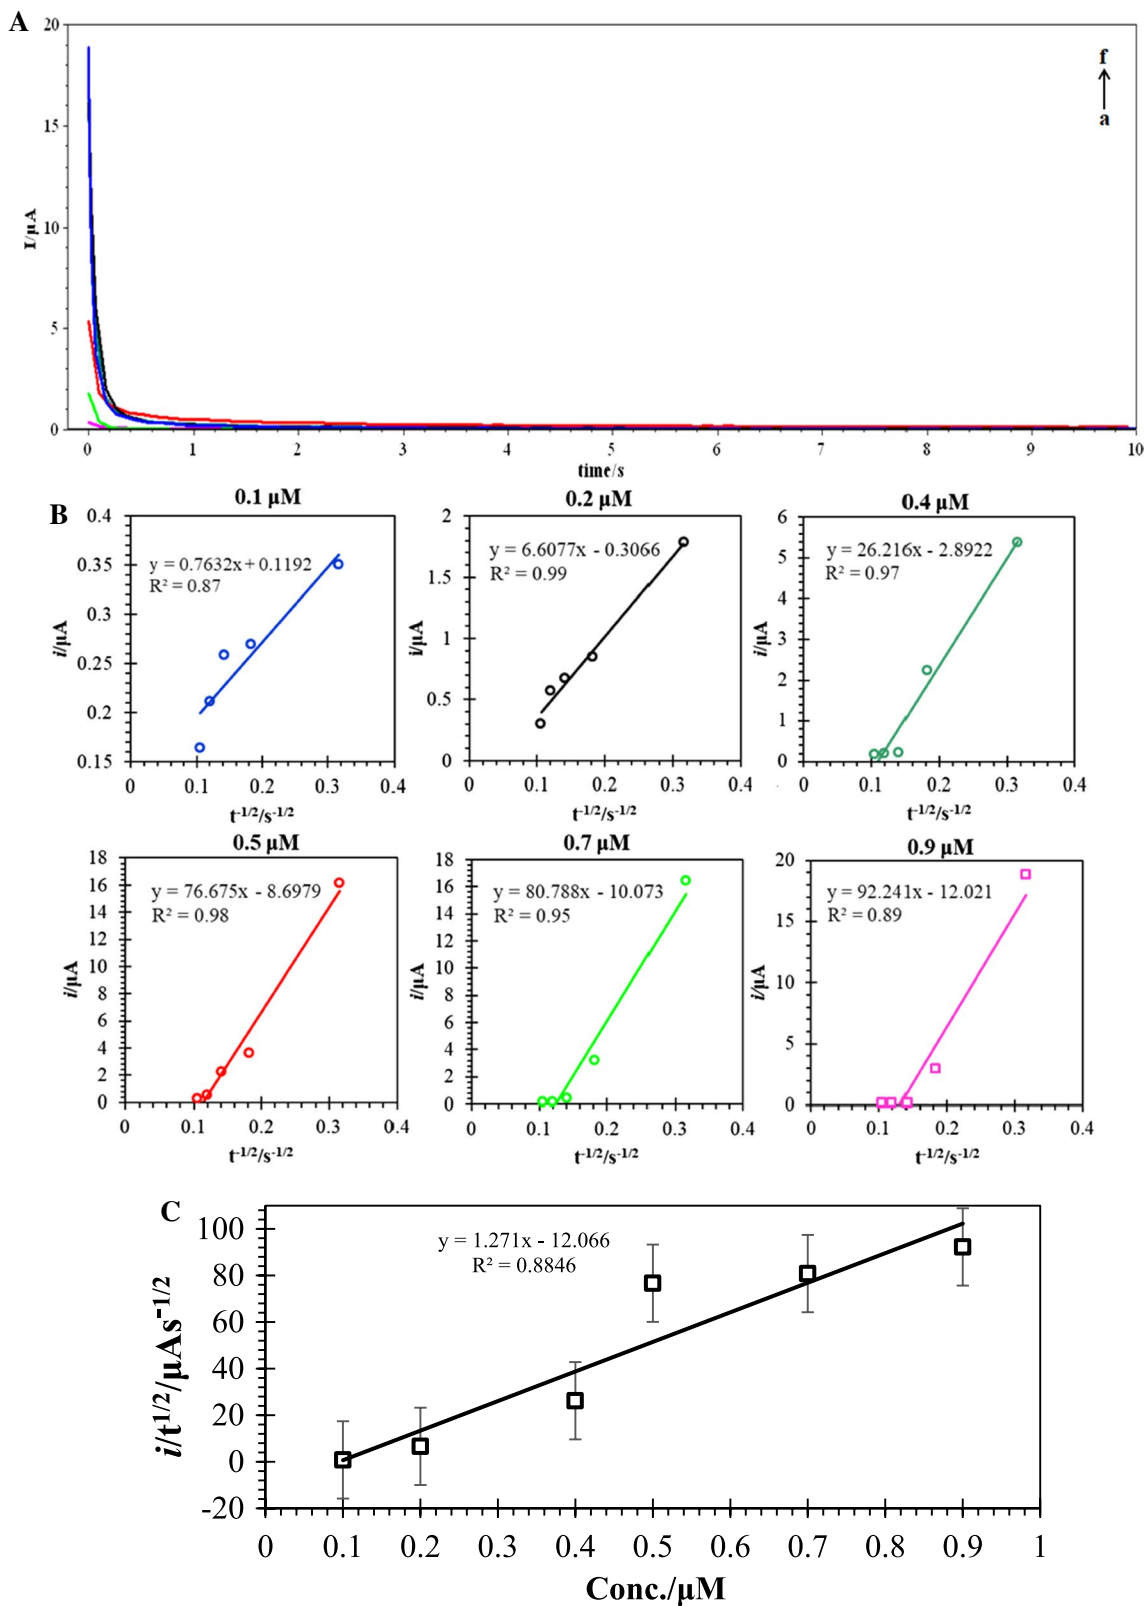 A
20
15
10
5
0
I/µA
f
a
0 1 2 3 4 5 6 7 8 9 10
time/s
B
0.1 µM
0.4
0.35
0.3
0.25
0.2
0.15
i/µA
y = 0.7632x + 0.1192
R² = 0.87
0 0.1 0.2 0.3 0.4
t-1/2/s-1/2
0.2 µM
2
1.5
1
0.5
0
i/µA
y = 6.6077x - 0.3066
R² = 0.99
0 0.1 0.2 0.3 0.4
t-1/2/s-1/2
0.4 µM
6
5
4
3
2
1
0
i/µA
y = 26.216x - 2.8922
R² = 0.97
0 0.1 0.2 0.3 0.4
t-1/2/s-1/2
0.5 µM
18
16
14
12
10
8
6
4
2
0
i/µA
y = 76.675x - 8.6979
R² = 0.98
0 0.1 0.2 0.3 0.4
t-1/2/s-1/2
0.7 µM
18
16
14
12
10
8
6
4
2
0
i/µA
y = 80.788x - 10.073
R² = 0.95
0 0.1 0.2 0.3 0.4
t-1/2/s-1/2
0.9 µM
20
15
10
5
0
i/µA
y = 92.241x - 12.021
R² = 0.89
0 0.1 0.2 0.3 0.4
t-1/2/s-1/2
C
100
80
60
40
20
0
-20
i/t1/2/µAs-1/2
y = 1.271x - 12.066
R² = 0.8846
0 0.1 0.2 0.3 0.4 0.5 0.6 0.7 0.8 0.9 1
Conc./µM